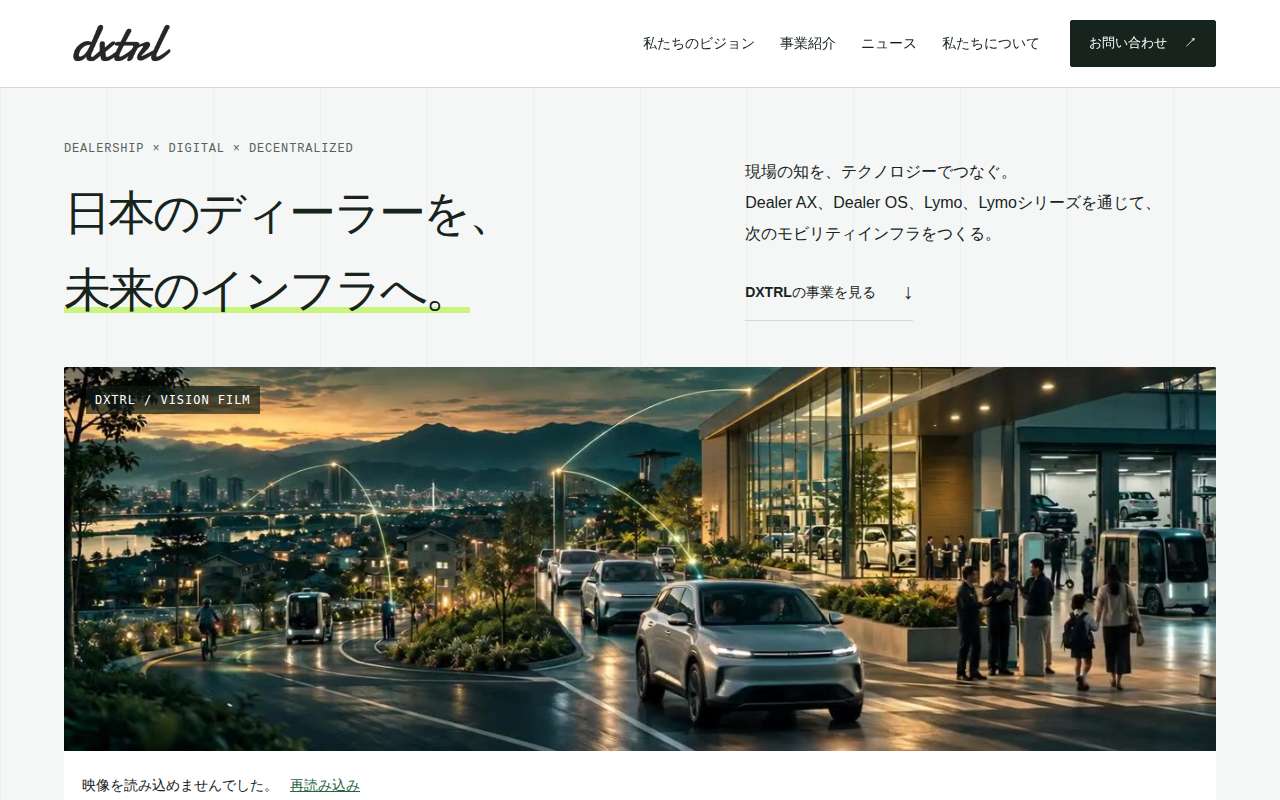 dxtrl
私たちのビジョン
事業紹介
ニュース
私たちについて
お問い合わせ ↗
DEALERSHIP × DIGITAL × DECENTRALIZED
日本のディーラーを、
未来のインフラへ。
現場の知を、テクノロジーでつなぐ。
Dealer AX、Dealer OS、Lymo、Lymoシリーズを通じて、
次のモビリティインフラをつくる。
DXTRLの事業を見る ↓
DXTRL / VISION FILM
映像を読み込めませんでした。 再読み込み